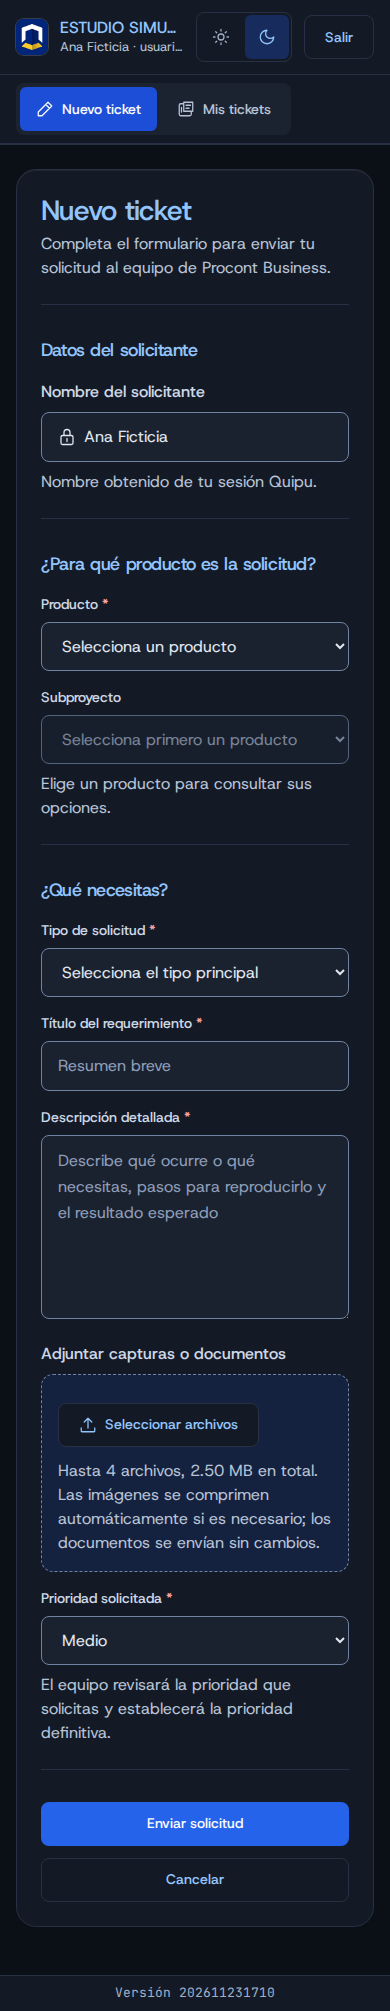 ESTUDIO SIMU...
Ana Ficticia · usuari...
Salir
Nuevo ticket
Mis tickets
Nuevo ticket
Completa el formulario para enviar tu
solicitud al equipo de Procont Business.
Datos del solicitante
Nombre del solicitante
Ana Ficticia
Nombre obtenido de tu sesión Quipu.
¿Para qué producto es la solicitud?
Producto *
Selecciona un producto
Subproyecto
Selecciona primero un producto
Elige un producto para consultar sus
opciones.
¿Qué necesitas?
Tipo de solicitud *
Selecciona el tipo principal
Título del requerimiento *
Resumen breve
Descripción detallada *
Describe qué ocurre o qué
necesitas, pasos para reproducirlo y
el resultado esperado
Adjuntar capturas o documentos
Seleccionar archivos
Hasta 4 archivos, 2.50 MB en total.
Las imágenes se comprimen
automáticamente si es necesario; los
documentos se envían sin cambios.
Prioridad solicitada *
Medio
El equipo revisará la prioridad que
solicitas y establecerá la prioridad
definitiva.
Enviar solicitud
Cancelar
Versión 202611231710